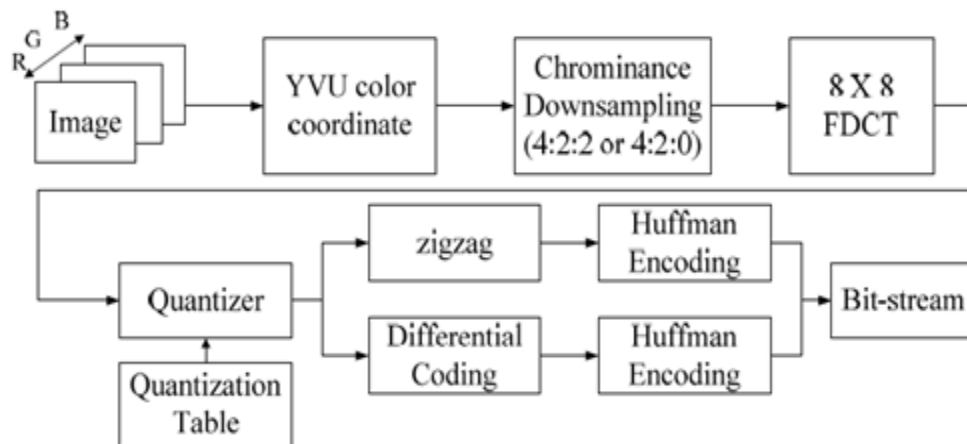 B
G
R
Image
YVU color
coordinate
Chrominance
Downsampling
(4:2:2 or 4:2:0)
8 X 8
FDCT
zigzag
Huffman
Encoding
Quantizer
Bit-stream
Differential
Coding
Huffman
Encoding
Quantization
Table